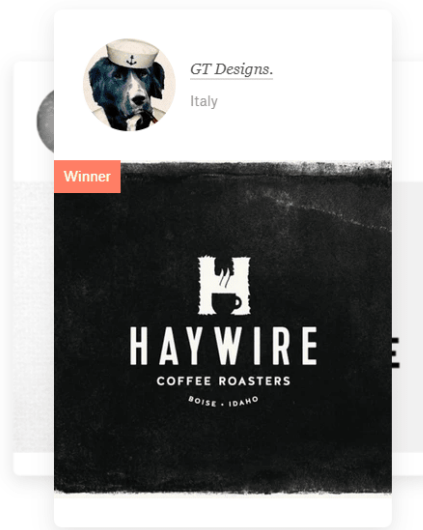 GT Designs.
Italy
Winner
HAYWIRE
COFFEE ROASTERS
BOISE • IDAHO
E